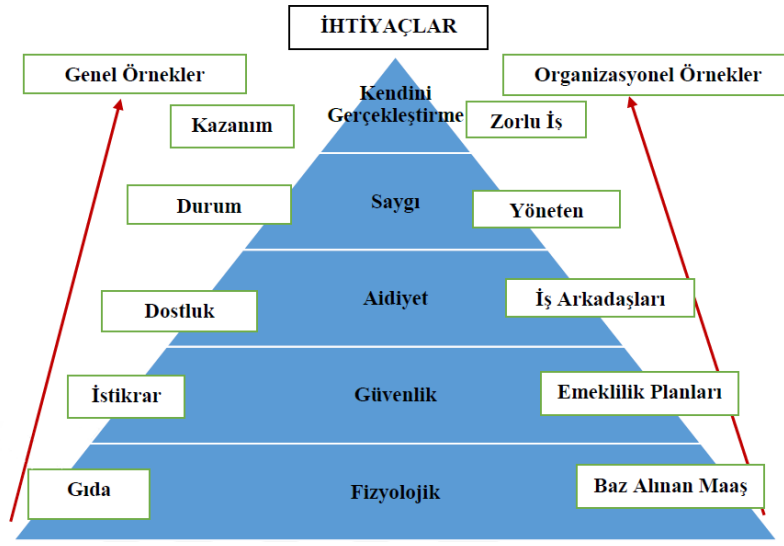 İHTİYAÇLAR
Genel Örnekler
Organizasyonel Örnekler
Kendini
Gerçekleştirme
Kazanım
Zorlu İş
Durum
Saygı
Yöneten
Dostluk
Aidiyet
İş Arkadaşları
İstikrar
Güvenlik
Emeklilik Planları
Gıda
Fizyolojik
Baz Alınan Maaş